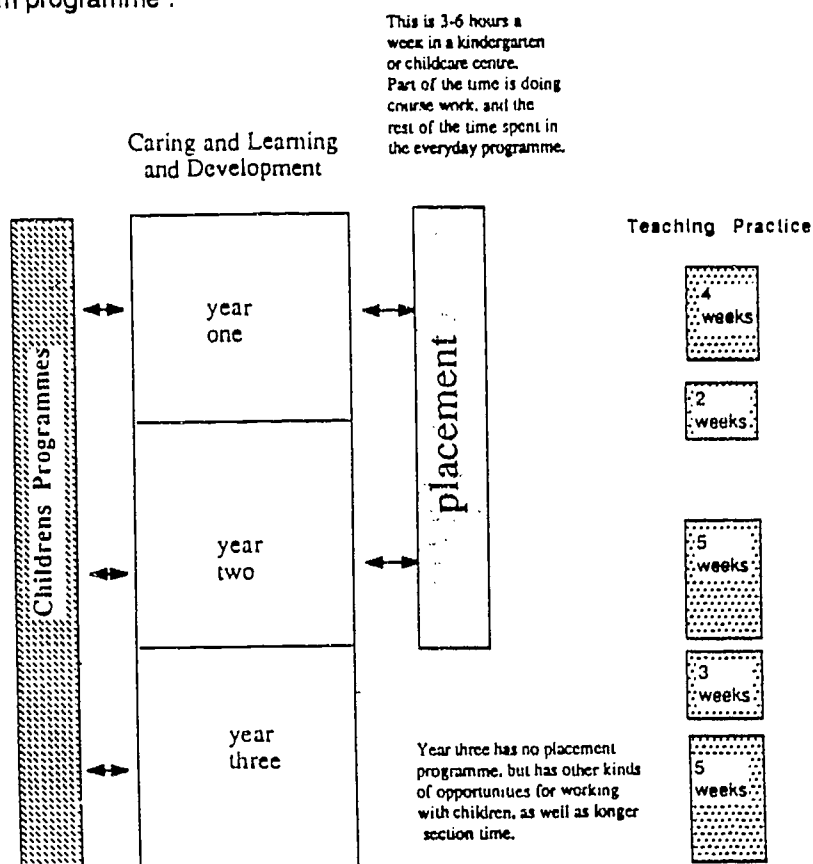 programme .
This is 3-6 hours a
week in a kindergarten
or childcare centre.
Part of the time is doing
course work, and the
rest of the time spent in
the everyday programme.
Caring and Learning
and Development
Teaching Practice
Childrens Programmes
year
one
placement
4
weeks
2
weeks
year
two
5
weeks
3
weeks
year
three
Year three has no placement
programme, but has other kinds
of opportunities for working
with children, as well as longer
section time.
5
weeks